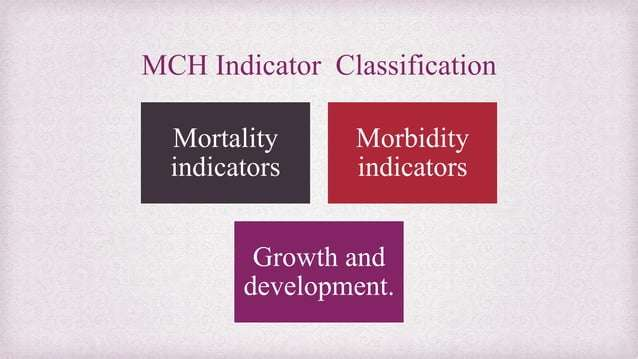 MCH Indicator  Classification
Mortality
indicators
Morbidity
indicators
Growth and
development.